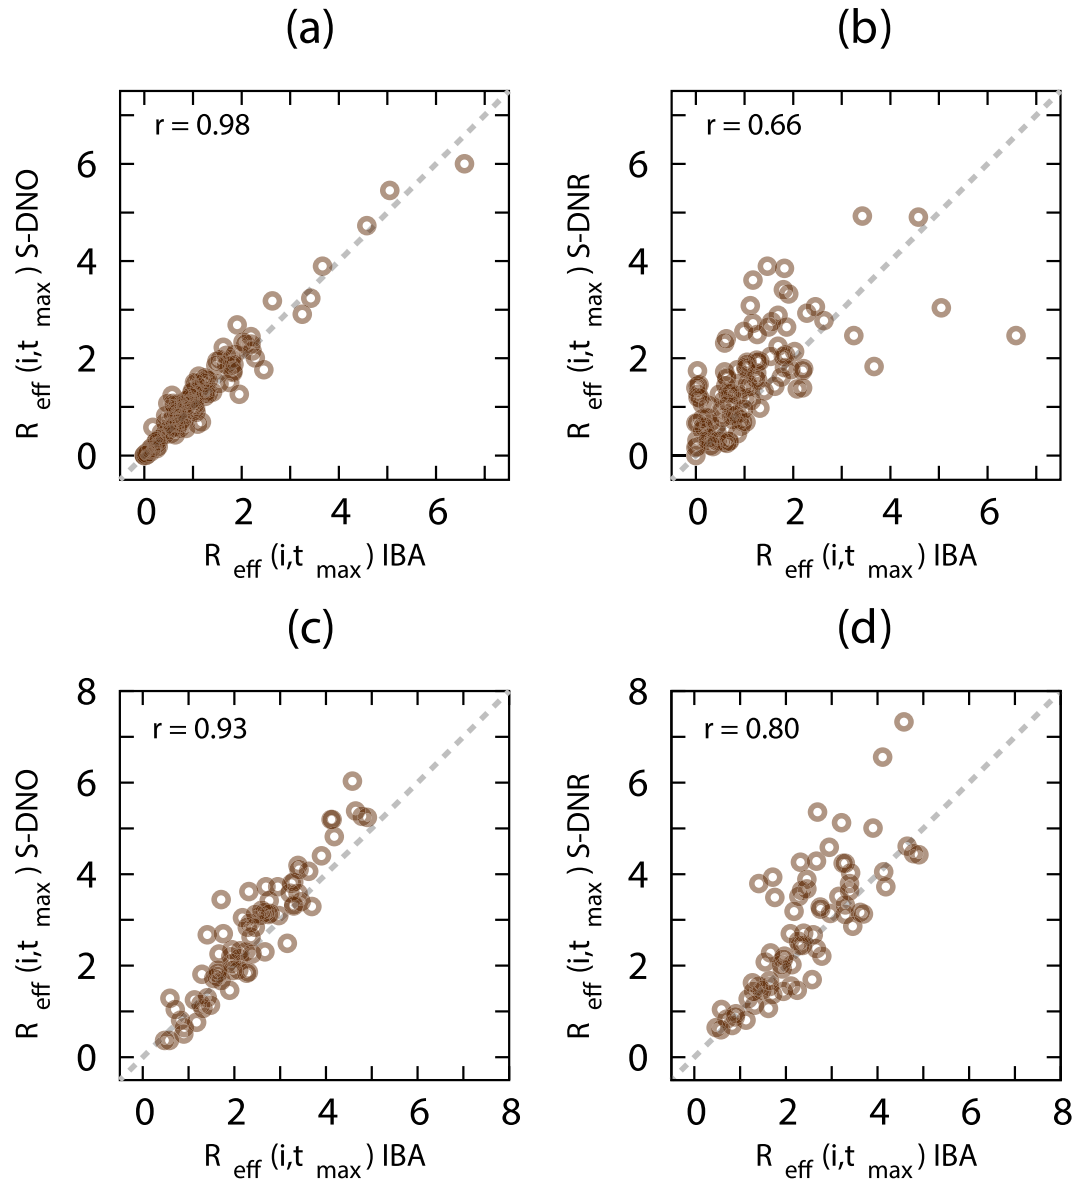 (a)
r = 0.98
R eff (i,t max ) S-DNO
6
4
2
0
0 2 4 6
R eff (i,t max ) IBA
(b)
r = 0.66
R eff (i,t max ) S-DNR
6
4
2
0
0 2 4 6
R eff (i,t max ) IBA
(c)
r = 0.93
R eff (i,t max ) S-DNO
8
6
4
2
0
0 2 4 6 8
R eff (i,t max ) IBA
(d)
r = 0.80
R eff (i,t max ) S-DNR
8
6
4
2
0
0 2 4 6 8
R eff (i,t max ) IBA